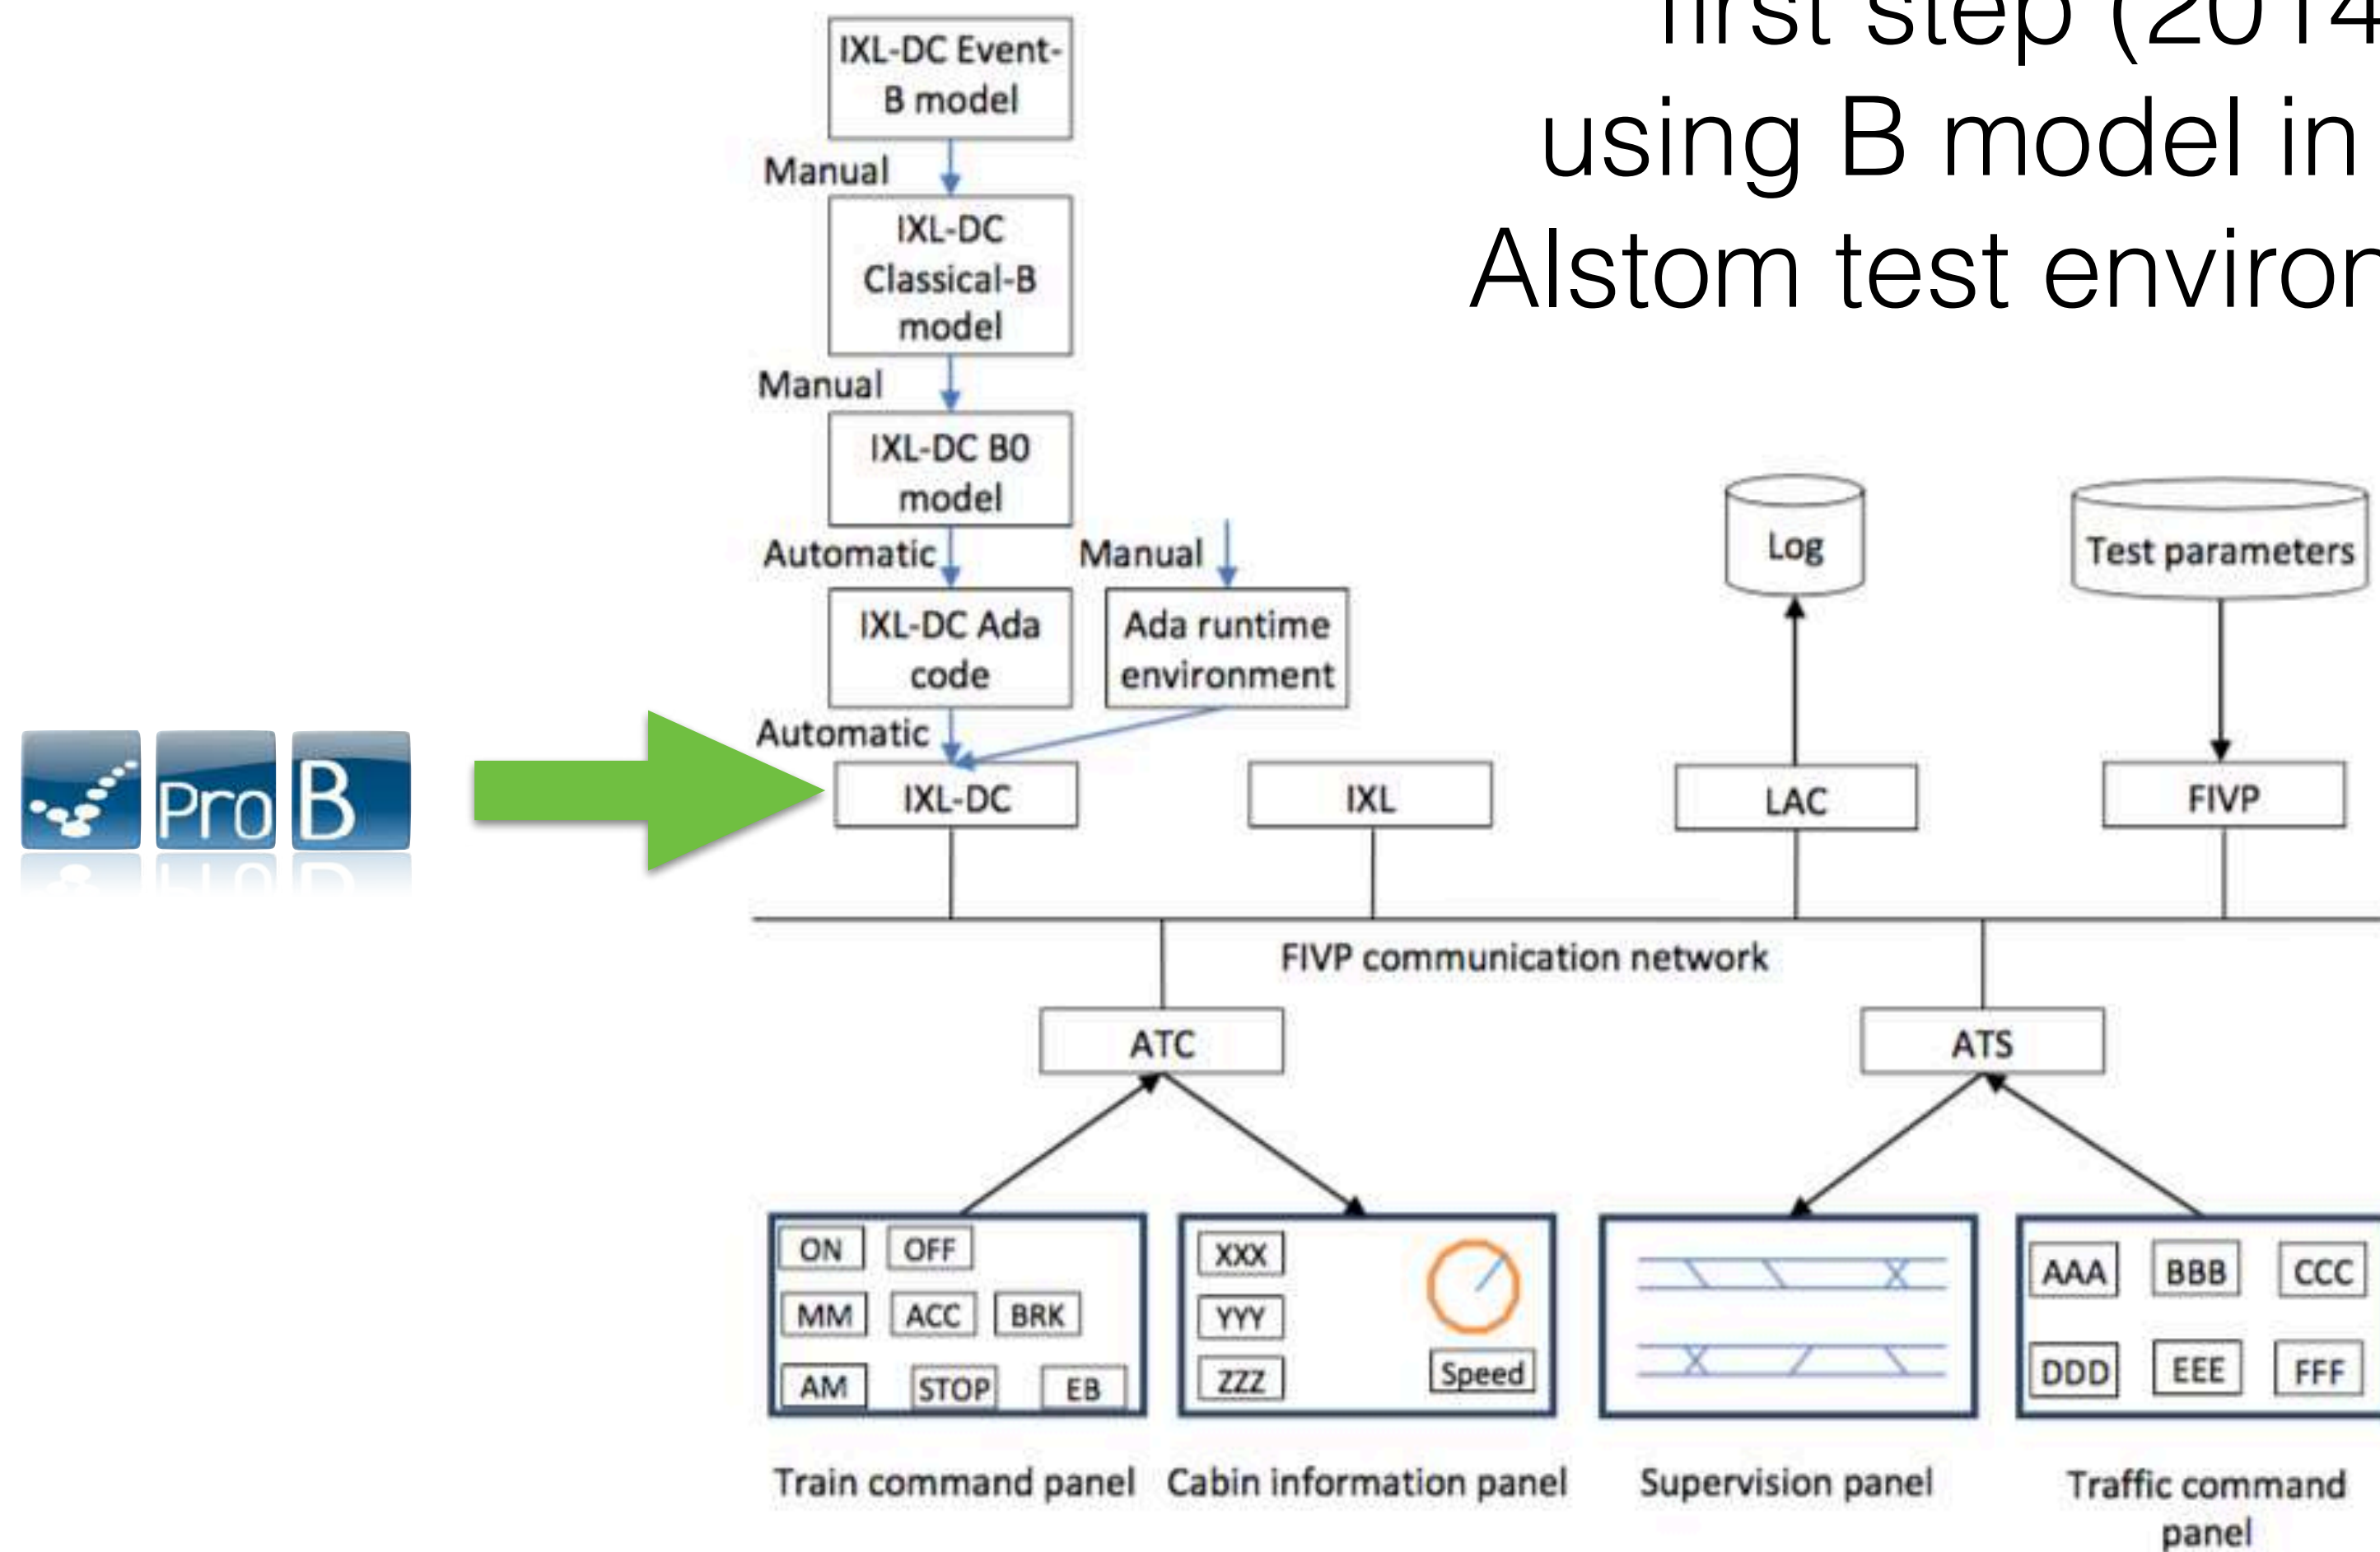 first step (2014
using B model in
Alstom test environ
IXL-DC Event-
B model
Manual
IXL-DC
Classical-B
model
Manual
IXL-DC B0
model
Automatic
Manual
IXL-DC Ada
code
Ada runtime
environment
Automatic
Log
Test parameters
Pro B
IXL-DC
IXL
LAC
FIVP
FIVP communication network
ATC
ATS
ON OFF
MM ACC BRK
AM STOP EB
XXX
YYY
ZZZ
Speed
AAA BBB CCC
DDD EEE FFF
Train command panel
Cabin information panel
Supervision panel
Traffic command
panel